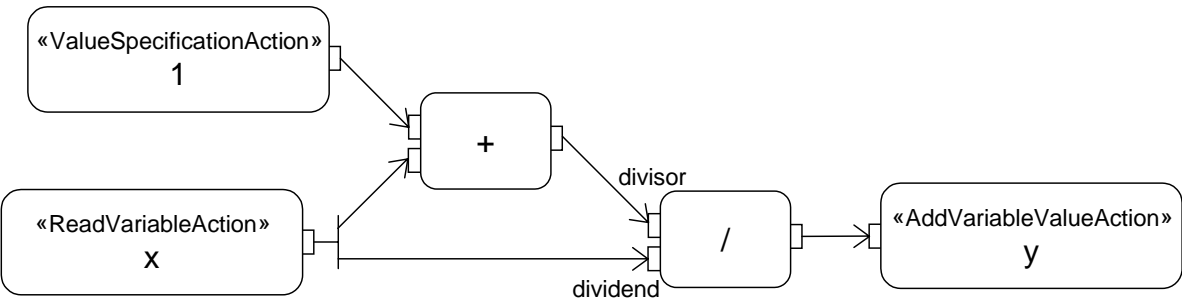 «ValueSpecificationAction»
1
+
«ReadVariableAction»
x
divisor
dividend
/
«AddVariableValueAction»
y